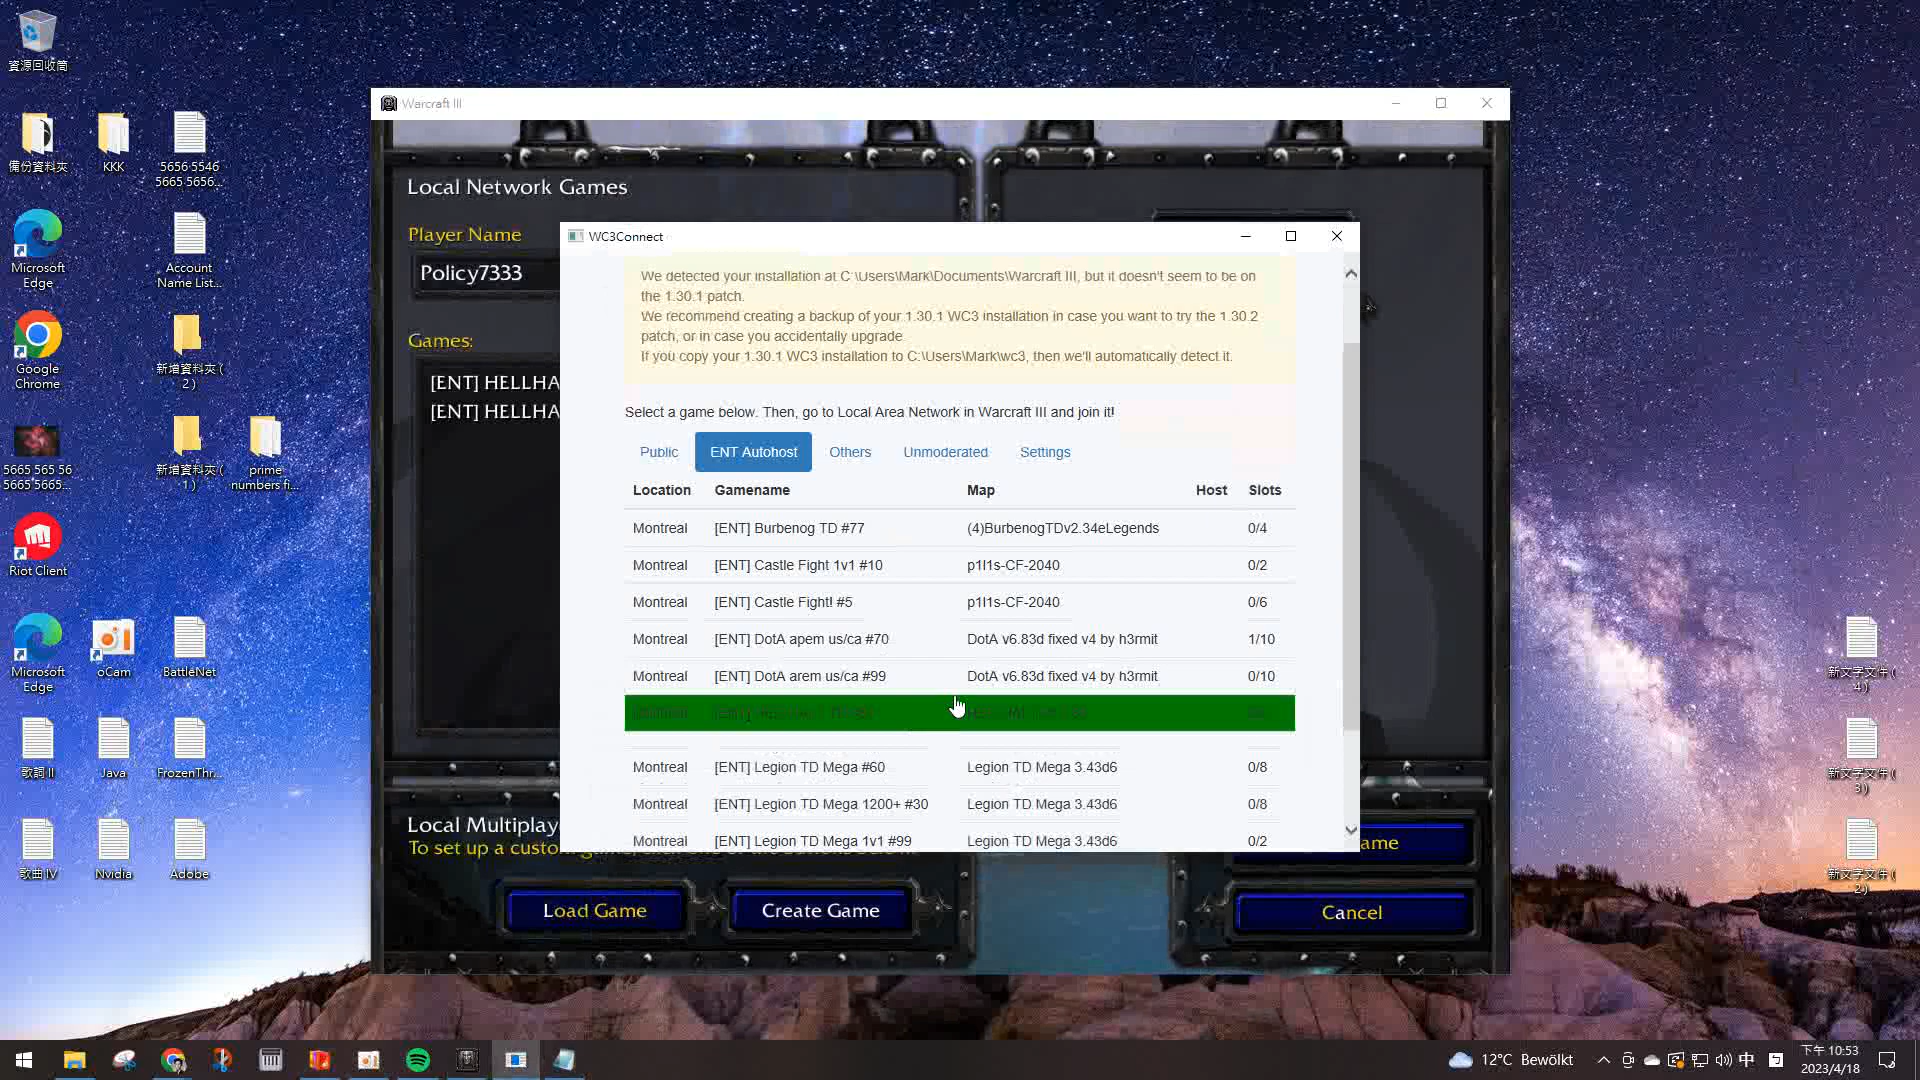 資源回收筒
備份資料夾
KKK
5656 5546
5665 5656...
Microsoft
Edge
Account
Name List...
Google
Chrome
新增資料夾 (
2 )
5665 565 56
5665 5665...
新增資料夾 (
1 )
prime
numbers fi...
Riot Client
Microsoft
Edge
oCam
BattleNet
歌詞 II
Java
FrozenThr...
歌曲 IV
Nvidia
Adobe
Warcraft III
Local Network Games
Player Name
Policy7333
Games:
[ENT] HELLHA
[ENT] HELLHA
WC3Connect
We detected your installation at C:\Users\Mark\Documents\Warcraft III, but it doesn't seem to be on
the 1.30.1 patch.
We recommend creating a backup of your 1.30.1 WC3 installation in case you want to try the 1.30.2
patch, or in case you accidentally upgrade.
If you copy your 1.30.1 WC3 installation to C:\Users\Mark\wc3, then we'll automatically detect it.
Select a game below. Then, go to Local Area Network in Warcraft III and join it!
Public ENT Autohost Others Unmoderated Settings
Location Gamename Map Host Slots
Montreal [ENT] Burbenog TD #77 (4)BurbenogTDv2.34eLegends 0/4
Montreal [ENT] Castle Fight 1v1 #10 p1l1s-CF-2040 0/2
Montreal [ENT] Castle Fight! #5 p1l1s-CF-2040 0/6
Montreal [ENT] DotA apem us/ca #70 DotA v6.83d fixed v4 by h3rmit 1/10
Montreal [ENT] DotA arem us/ca #99 DotA v6.83d fixed v4 by h3rmit 0/10
Montreal [ENT]
Montreal [ENT] Legion TD Mega #60 Legion TD Mega 3.43d6 0/8
Montreal [ENT] Legion TD Mega 1200+ #30 Legion TD Mega 3.43d6 0/8
Montreal [ENT] Legion TD Mega 1v1 #99 Legion TD Mega 3.43d6 0/2
Local Multiplaye
To set up a custom game, click one of the buttons below...
ame
Load Game
Create Game
Cancel
新文字文件 (
4 )
新文字文件 (
3 )
新文字文件 (
2 )
12°C Bewölkt
中
下午 10:53
2023/4/18